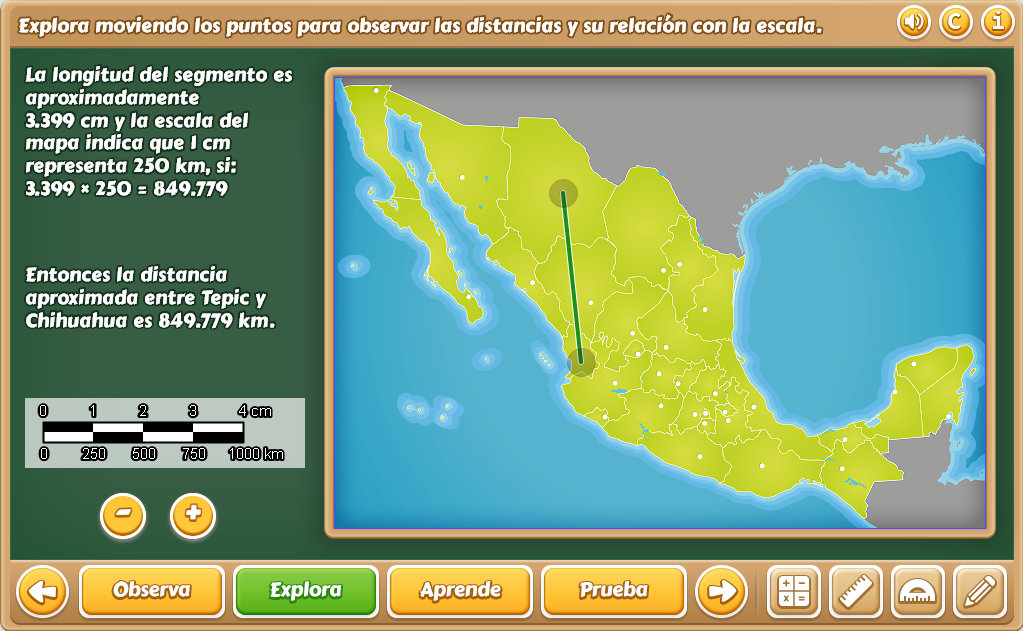 Explora moviendo los puntos para observar las distancias y su relación con la escala.
C
i
La longitud del segmento es
aproximadamente
3.399 cm y la escala del
mapa indica que 1 cm
representa 250 km, si:
3.399 × 250 = 849.779
Entonces la distancia
aproximada entre Tepic y
Chihuahua es 849.779 km.
0 1 2 3 4 cm
0 250 500 750 1000 km
- +
Observa Explora Aprende Prueba
+ - x =